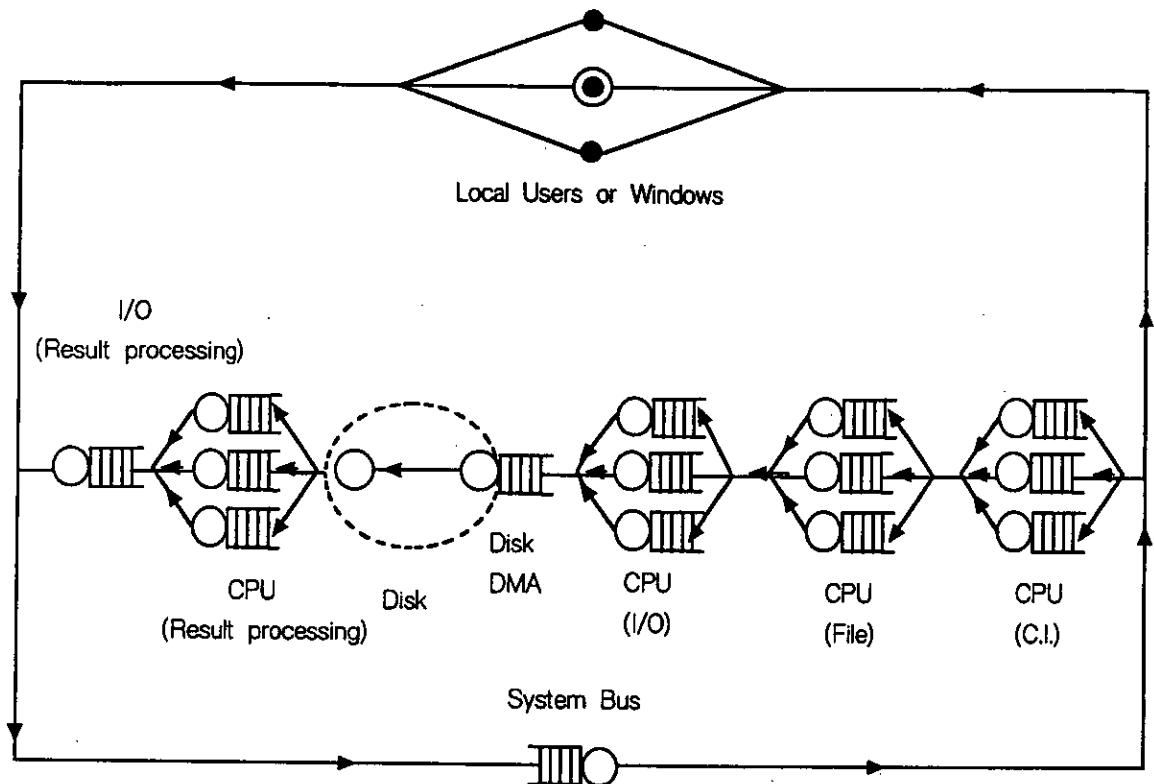 Local Users or Windows
I/O
(Result processing)
CPU
(Result processing)
Disk
Disk
DMA
CPU
(I/O)
CPU
(File)
CPU
(C.I.)
System Bus